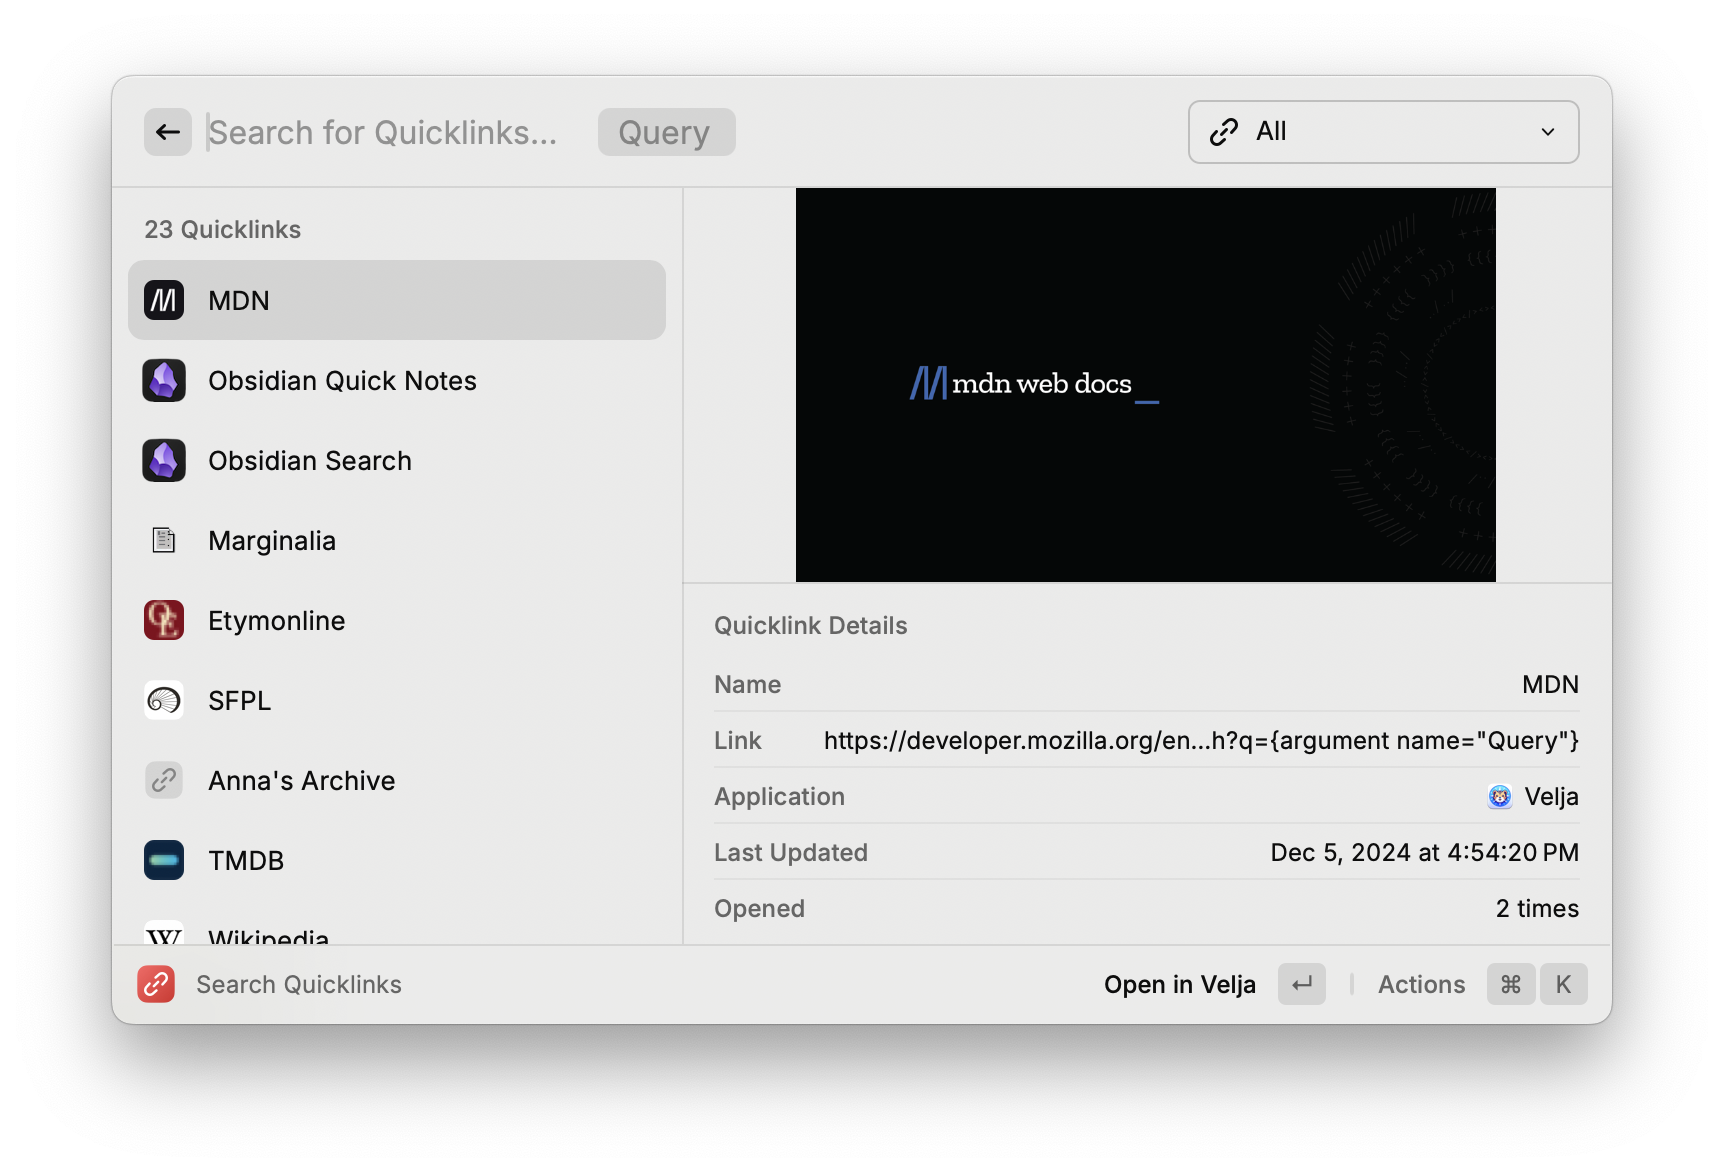 Search for Quicklinks...
Query
All
23 Quicklinks
MDN
Obsidian Quick Notes
Obsidian Search
Marginalia
Etymonline
SFPL
Anna's Archive
TMDB
Wikipedia
mdn web docs_
Quicklink Details
Name MDN
Link https://developer.mozilla.org/en...h?q={argument name="Query"}
Application Velja
Last Updated Dec 5, 2024 at 4:54:20 PM
Opened 2 times
Search Quicklinks
Open in Velja ↵ | Actions ⌘ K